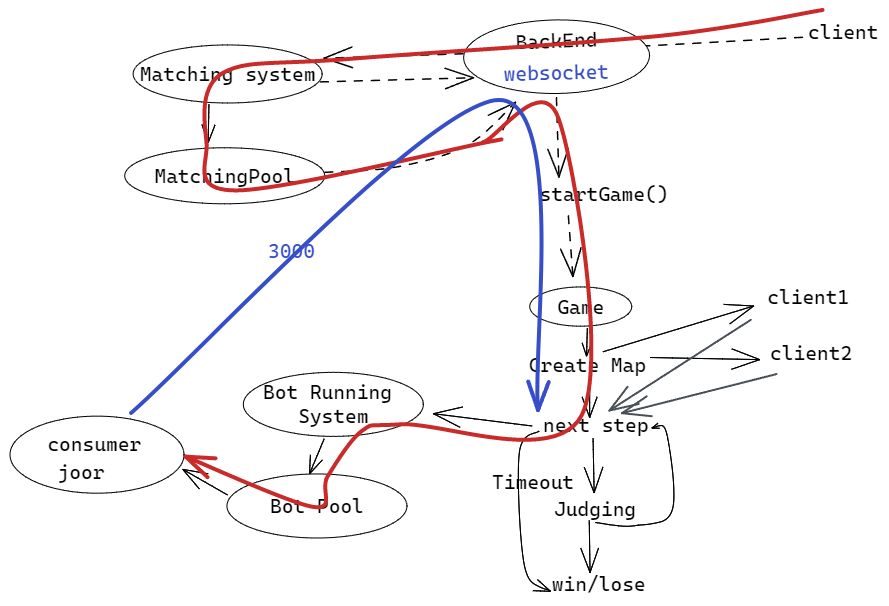 client
BackEnd
websocket
Matching system
MatchingPool
startGame()
3000
Game
client1
client2
Create Map
Bot Running
System
next step
consumer
joor
Timeout
Bot Pool
Judging
win/lose